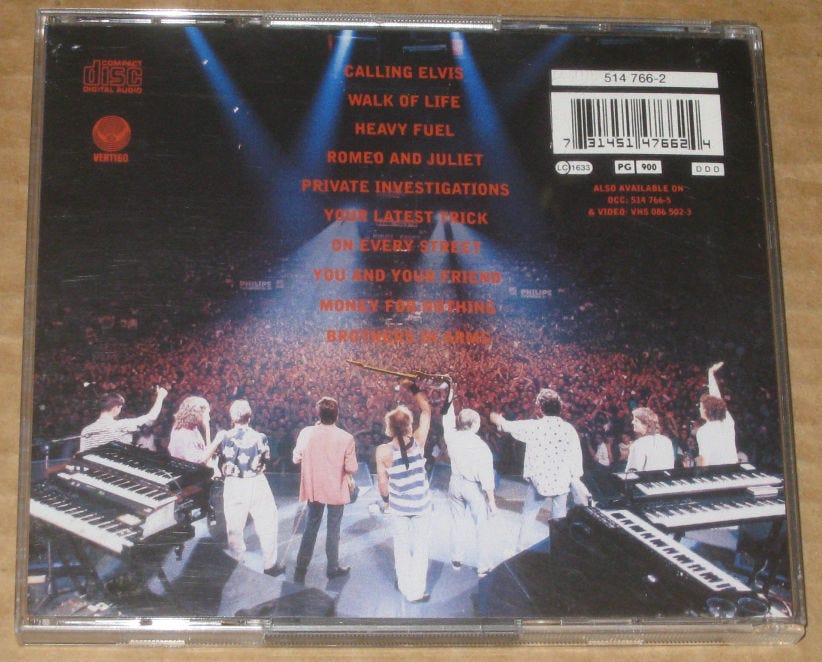 COMPACT
disc
DIGITAL AUDIO
VERTIGO
CALLING ELVIS
WALK OF LIFE
HEAVY FUEL
ROMEO AND JULIET
PRIVATE INVESTIGATIONS
YOUR LATEST TRICK
ON EVERY STREET
YOU AND YOUR FRIEND
MONEY FOR NOTHING
BROTHERS IN ARMS
514 766-2
7 31451 47662 4
LC 1633
PG 900
DDD
ALSO AVAILABLE ON
DCC: 514 766-5
& VIDEO: VHS 086 502-3
PHILIPS
PHILIPS